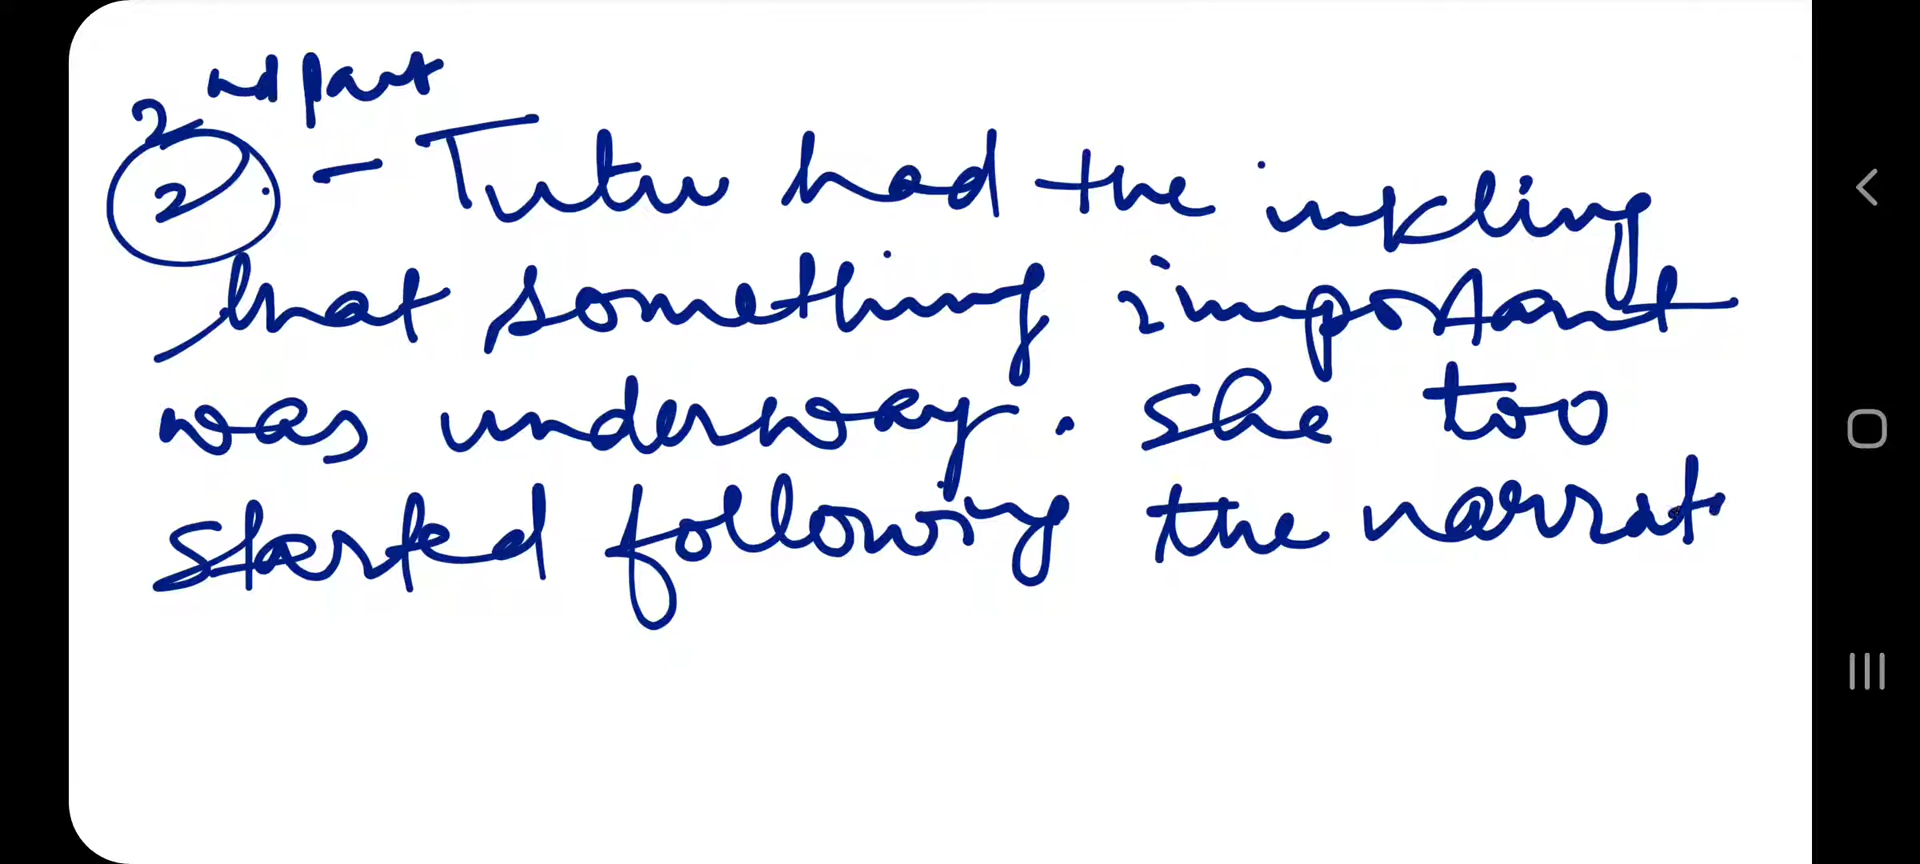 2nd part
② - Tutu had the inkling
that something important
was underway. she too
started following the narrat